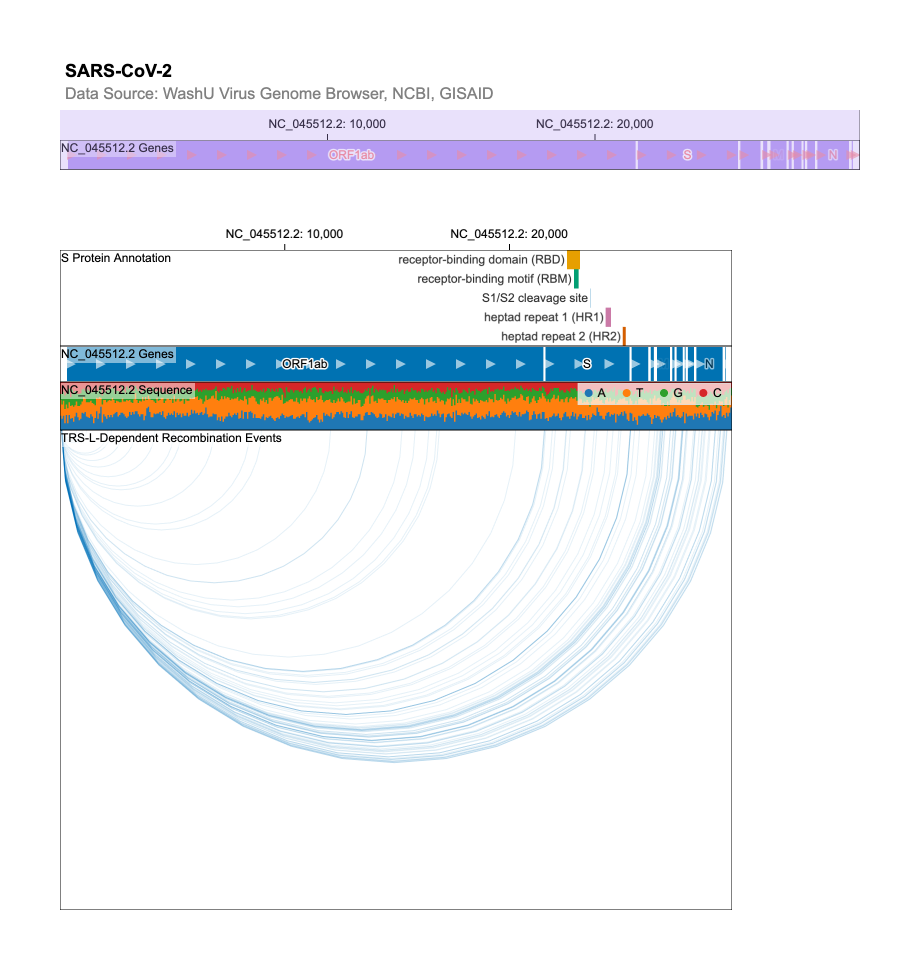 SARS-CoV-2
Data Source: WashU Virus Genome Browser, NCBI, GISAID
NC_045512.2: 10,000 NC_045512.2: 20,000
NC_045512.2 Genes ORF1ab S N
NC_045512.2: 10,000 NC_045512.2: 20,000
S Protein Annotation receptor-binding domain (RBD)
receptor-binding motif (RBM)
S1/S2 cleavage site
heptad repeat 1 (HR1)
heptad repeat 2 (HR2)
NC_045512.2 Genes ORF1ab S N
NC_045512.2 Sequence A T G C
TRS-L-Dependent Recombination Events